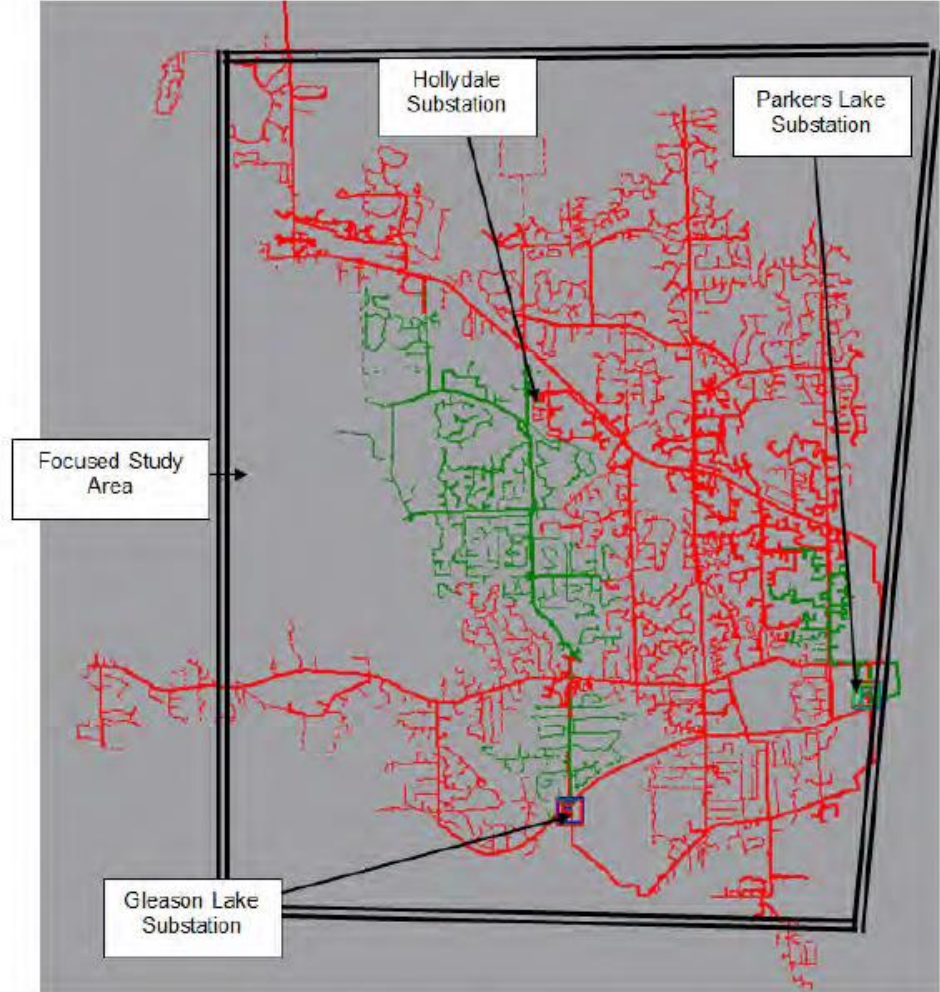 Hollydale
Substation
Parkers Lake
Substation
Focused Study
Area
Gleason Lake
Substation